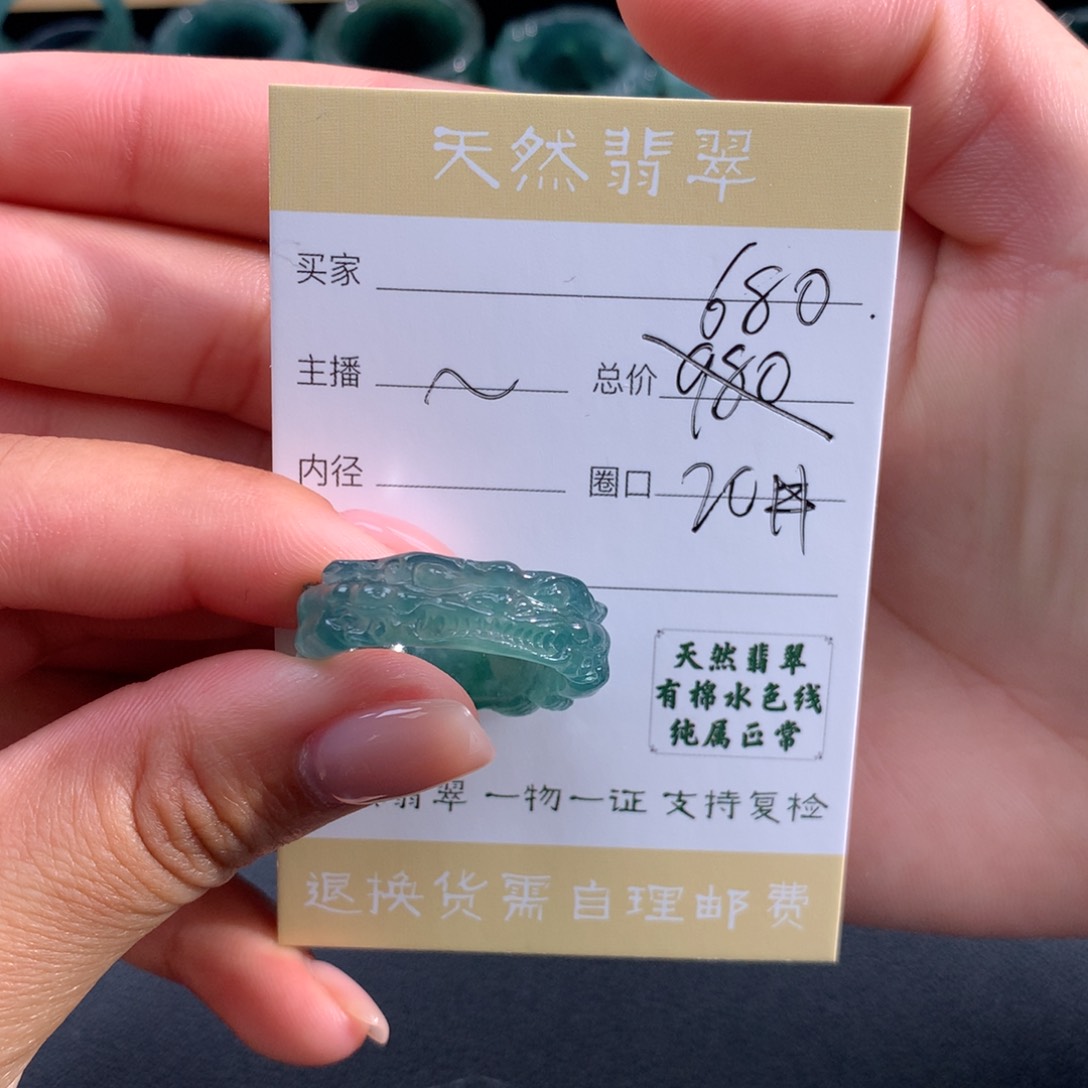 天然翡翠
买家
680
主播 总价 980
内径 圈口 20#
天然翡翠
有棉水色线
纯属正常
翡翠 一物一证 支持复检
退换货需自理邮费